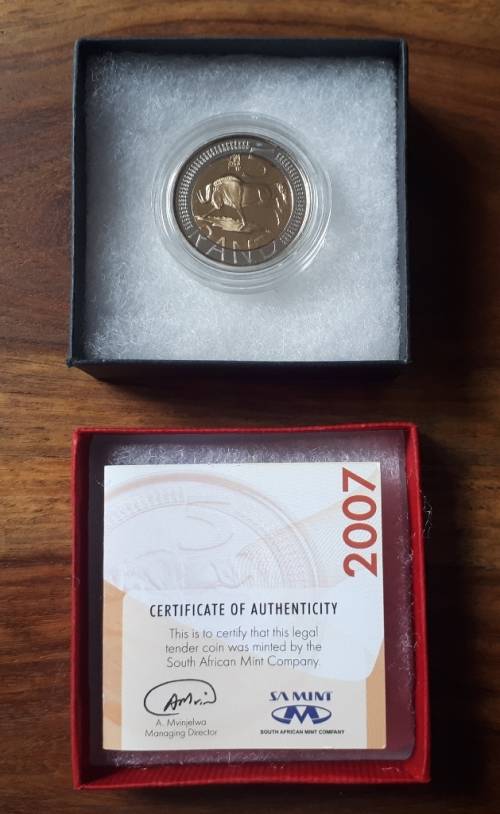 5
RAND
2007
CERTIFICATE OF AUTHENTICITY
This is to certify that this legal
tender coin was minted by the
South African Mint Company.
A. Mvinjelwa
Managing Director
SA MINT
SOUTH AFRICAN MINT COMPANY